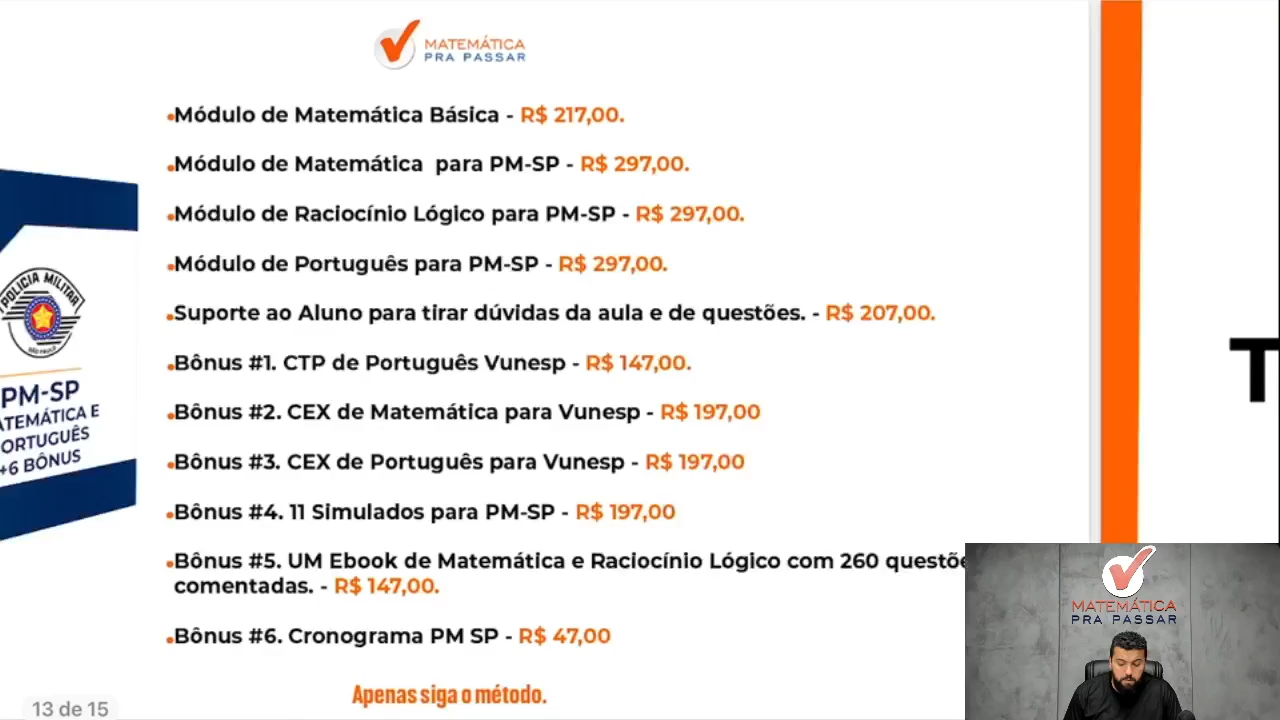 MATEMÁTICA
PRA PASSAR
•Módulo de Matemática Básica - R$ 217,00.
•Módulo de Matemática para PM-SP - R$ 297,00.
•Módulo de Raciocínio Lógico para PM-SP - R$ 297,00.
•Módulo de Português para PM-SP - R$ 297,00.
•Suporte ao Aluno para tirar dúvidas da aula e de questões. - R$ 207,00.
•Bônus #1. CTP de Português Vunesp - R$ 147,00.
•Bônus #2. CEX de Matemática para Vunesp - R$ 197,00
•Bônus #3. CEX de Português para Vunesp - R$ 197,00
•Bônus #4. 11 Simulados para PM-SP - R$ 197,00
•Bônus #5. UM Ebook de Matemática e Raciocínio Lógico com 260 questõe
comentadas. - R$ 147,00.
•Bônus #6. Cronograma PM SP - R$ 47,00
Apenas siga o método.
13 de 15
POLICIA MILITAR
SÃO PAULO
PM-SP
ATEMÁTICA E
ORTUGUÊS
+6 BÔNUS
T
MATEMÁTICA
PRA PASSAR